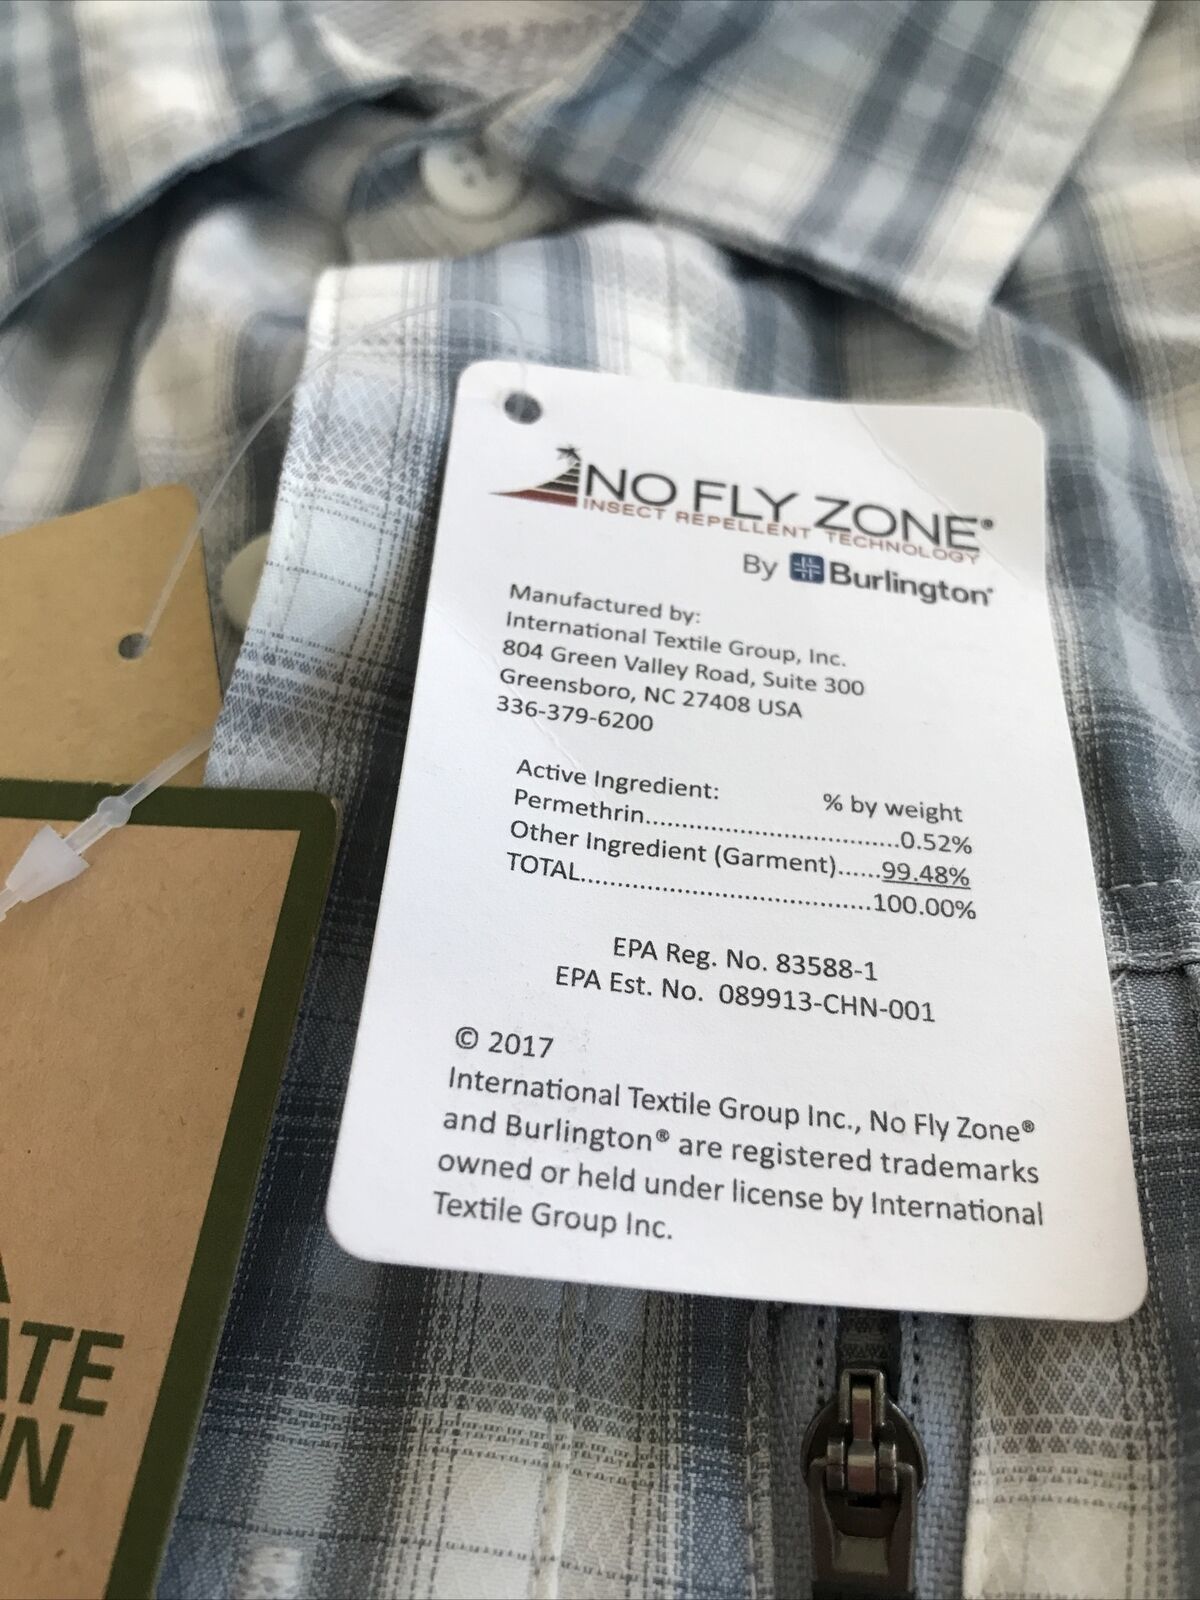 NO FLY ZONE®
INSECT REPELLENT TECHNOLOGY
By Burlington®
Manufactured by:
International Textile Group, Inc.
804 Green Valley Road, Suite 300
Greensboro, NC 27408 USA
336-379-6200
Active Ingredient: % by weight
Permethrin..................................0.52%
Other Ingredient (Garment)......99.48%
TOTAL.......................................100.00%
EPA Reg. No. 83588-1
EPA Est. No. 089913-CHN-001
© 2017
International Textile Group Inc., No Fly Zone®
and Burlington® are registered trademarks
owned or held under license by International
Textile Group Inc.
ATE
N